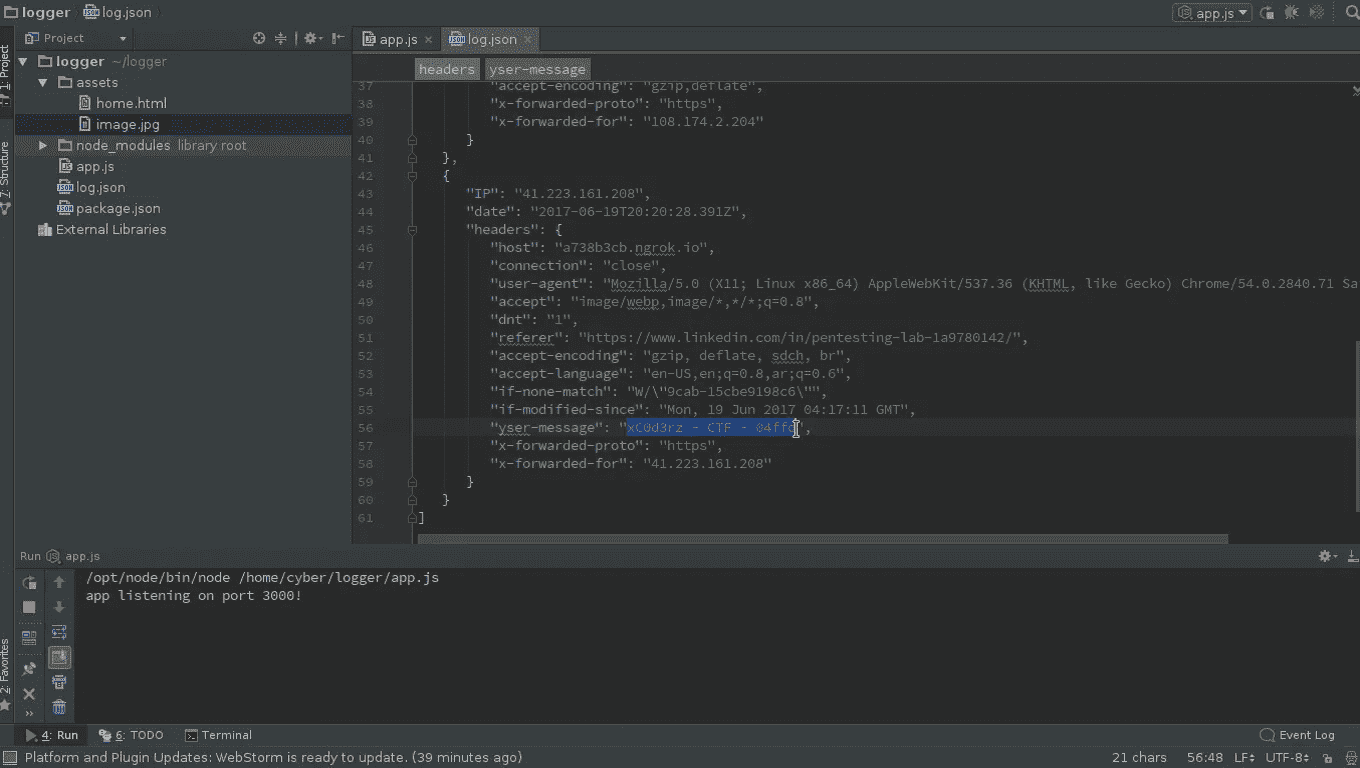 logger log.json app.js
Project
logger ~/logger
assets
home.html
image.jpg
node_modules library root
app.js
log.json
package.json
External Libraries
1: Project
7: Structure
2: Favorites
app.js × log.json ×
headers yser-message
37 "accept-encoding": "gzip,deflate",
38 "x-forwarded-proto": "https",
39 "x-forwarded-for": "108.174.2.204"
40 }
41 },
42 {
43 "IP": "41.223.161.208",
44 "date": "2017-06-19T20:20:28.391Z",
45 "headers": {
46 "host": "a738b3cb.ngrok.io",
47 "connection": "close",
48 "user-agent": "Mozilla/5.0 (X11; Linux x86_64) AppleWebKit/537.36 (KHTML, like Gecko) Chrome/54.0.2840.71 Sa
49 "accept": "image/webp,image/*,*/*;q=0.8",
50 "dnt": "1",
51 "referer": "https://www.linkedin.com/in/pentesting-lab-1a9780142/",
52 "accept-encoding": "gzip, deflate, sdch, br",
53 "accept-language": "en-US,en;q=0.8,ar;q=0.6",
54 "if-none-match": "W/\"9cab-15cbe9198c6\"",
55 "if-modified-since": "Mon, 19 Jun 2017 04:17:11 GMT",
56 "yser-message": "xC0d3rz - CTF -
57 "x-forwarded-proto": "https",
58 "x-forwarded-for": "41.223.161.208"
59 }
60 }
61 ]
Run app.js
/opt/node/bin/node /home/cyber/logger/app.js
app listening on port 3000!
4: Run 6: TODO Terminal Event Log
Platform and Plugin Updates: WebStorm is ready to update. (39 minutes ago) 21 chars 56:48 LF UTF-8